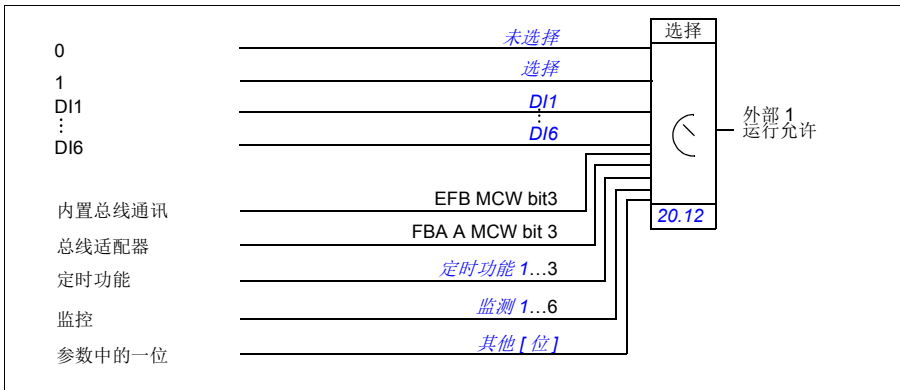 选择
0 未选择
1 选择
DI1 DI1
⋮ ⋮
DI6 DI6
外部 1
运行允许
内置总线通讯 EFB MCW bit3
总线适配器 FBA A MCW bit 3
20.12
定时功能 定时功能 1...3
监控 监测 1...6
参数中的一位 其他 [ 位 ]